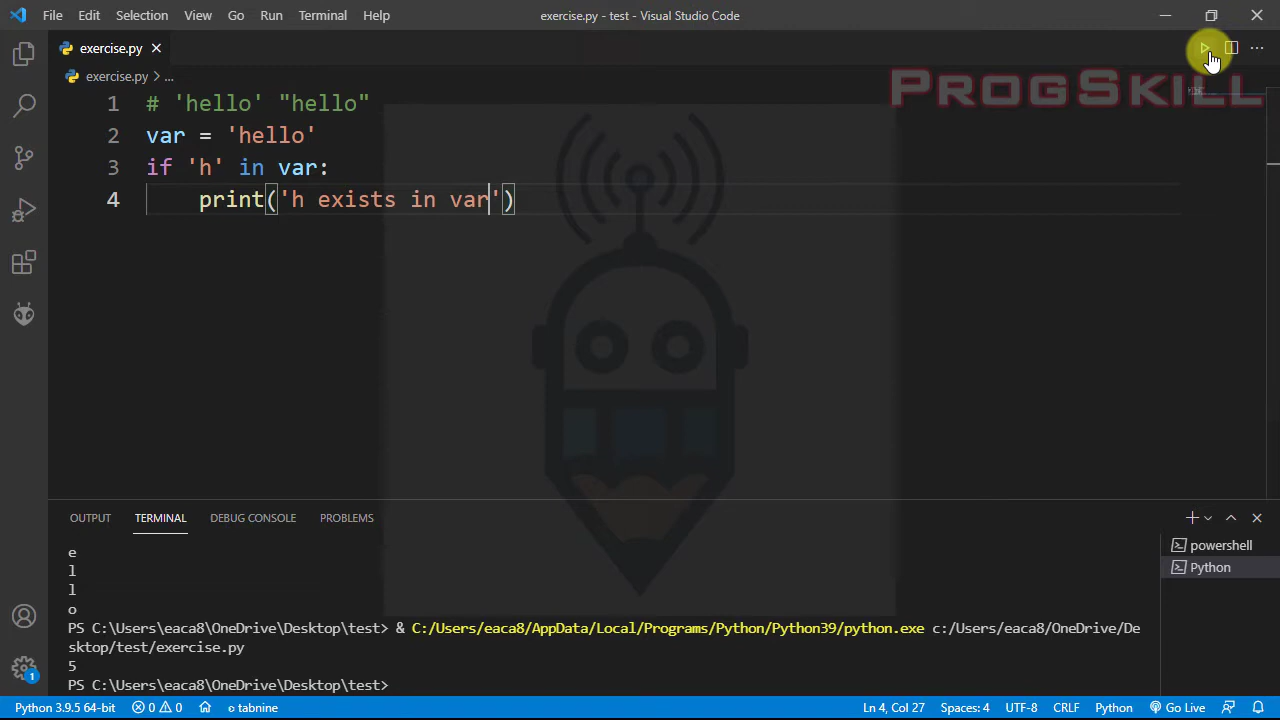 File Edit Selection View Go Run Terminal Help
exercise.py - test - Visual Studio Code
exercise.py
exercise.py > ...
PROGSKILL
1 # 'hello' "hello"
2 var = 'hello'
3 if 'h' in var:
4 print('h exists in var')
OUTPUT TERMINAL DEBUG CONSOLE PROBLEMS
powershell
Python
e
l
l
o
PS C:\Users\eaca8\OneDrive\Desktop\test> & C:/Users/eaca8/AppData/Local/Programs/Python/Python39/python.exe c:/Users/eaca8/OneDrive/De
sktop/test/exercise.py
5
PS C:\Users\eaca8\OneDrive\Desktop\test>
1
Python 3.9.5 64-bit 0 0 tabnine Ln 4, Col 27 Spaces: 4 UTF-8 CRLF Python Go Live